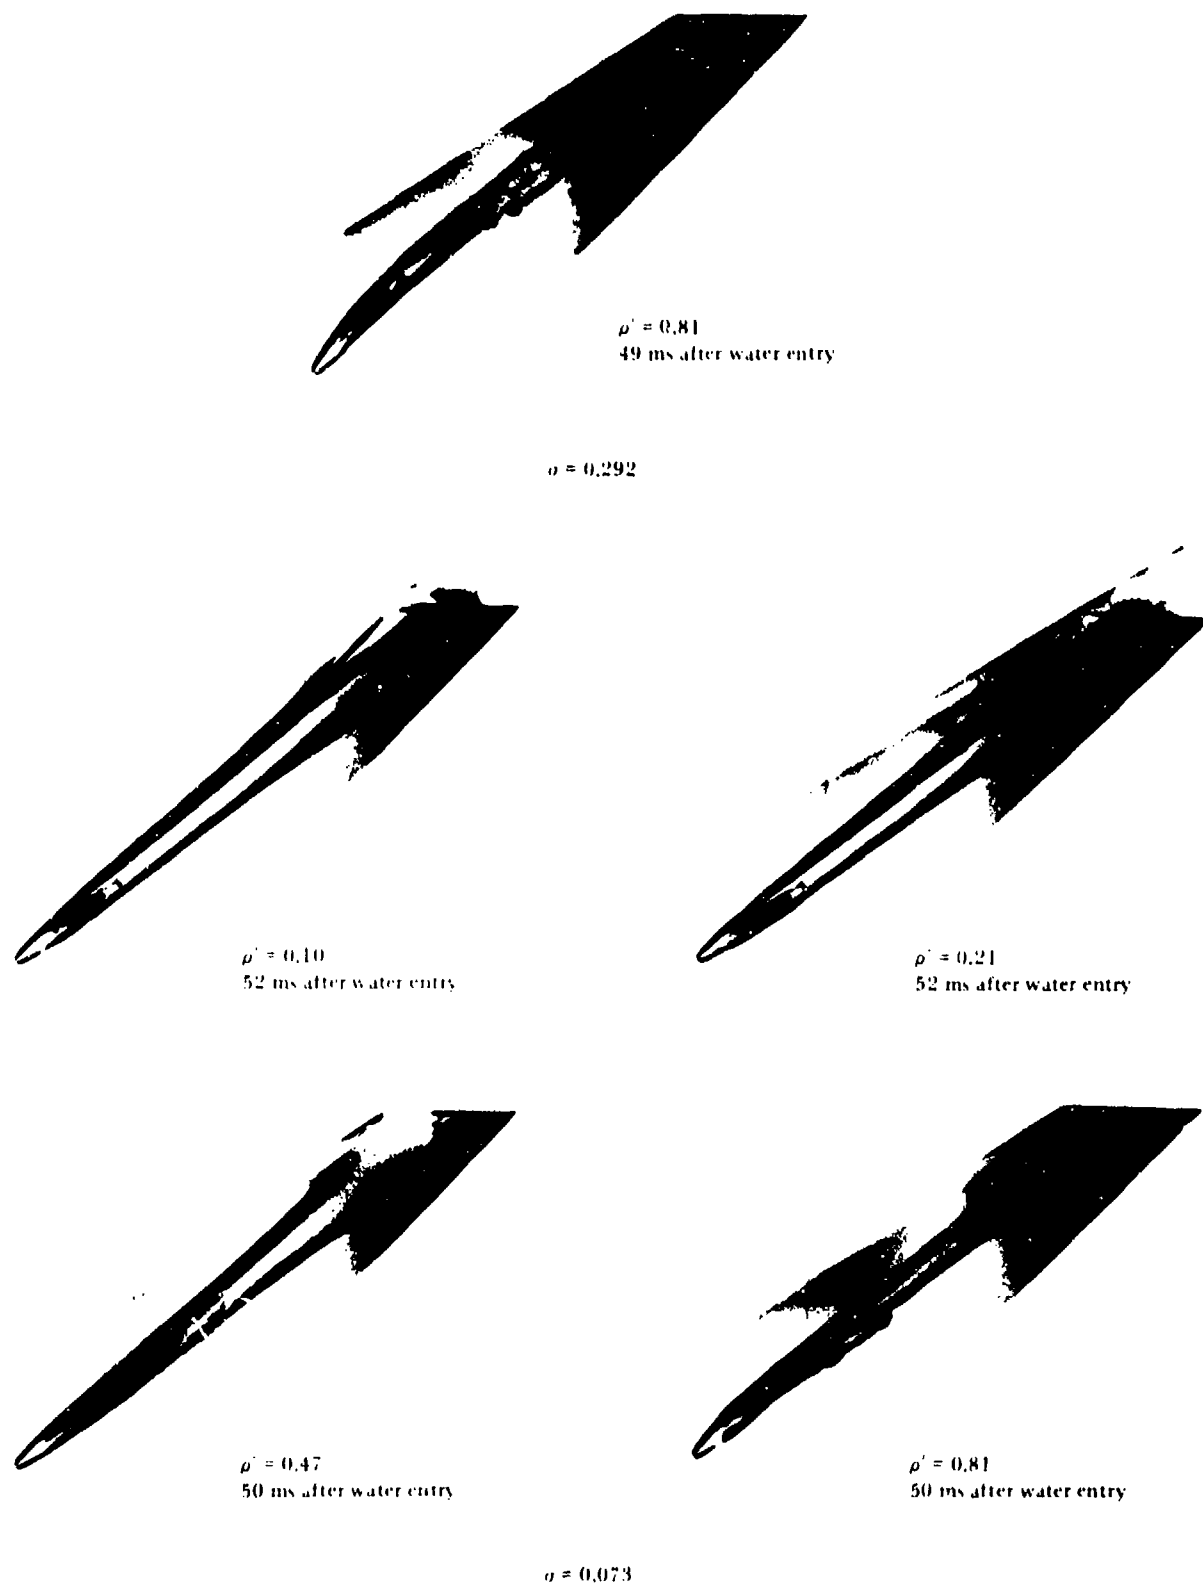 ρ' = 0.81
49 ms after water entry
σ = 0.292
ρ' = 0.10
52 ms after water entry
ρ' = 0.21
52 ms after water entry
ρ' = 0.47
50 ms after water entry
ρ' = 0.81
50 ms after water entry
σ = 0.073